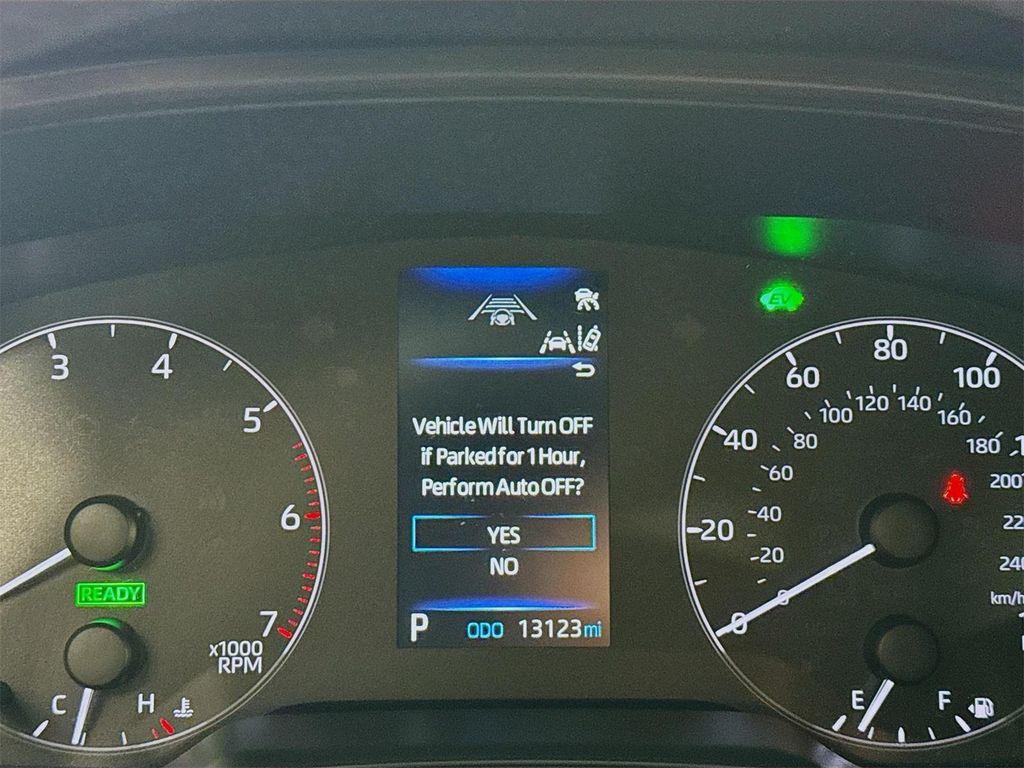 EV
3
4
5
6
7
x1000
RPM
READY
C
H
Vehicle Will Turn OFF
if Parked for 1 Hour,
Perform Auto OFF?
YES
NO
P ODO 13123 mi
0
20
40
60
80
100
0
20
40
60
80
100
120
140
160
180
200
km/h
E
F